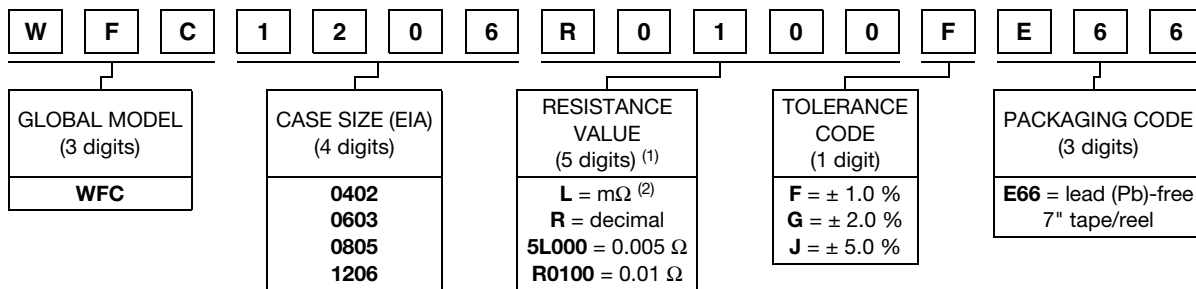 W F C 1 2 0 6 R 0 1 0 0 F E 6 6
GLOBAL MODEL
(3 digits)
WFC
CASE SIZE (EIA)
(4 digits)
0402
0603
0805
1206
RESISTANCE
VALUE
(5 digits) (1)
L = mΩ (2)
R = decimal
5L000 = 0.005 Ω
R0100 = 0.01 Ω
TOLERANCE
CODE
(1 digit)
F = ± 1.0 %
G = ± 2.0 %
J = ± 5.0 %
PACKAGING CODE
(3 digits)
E66 = lead (Pb)-free
7" tape/reel